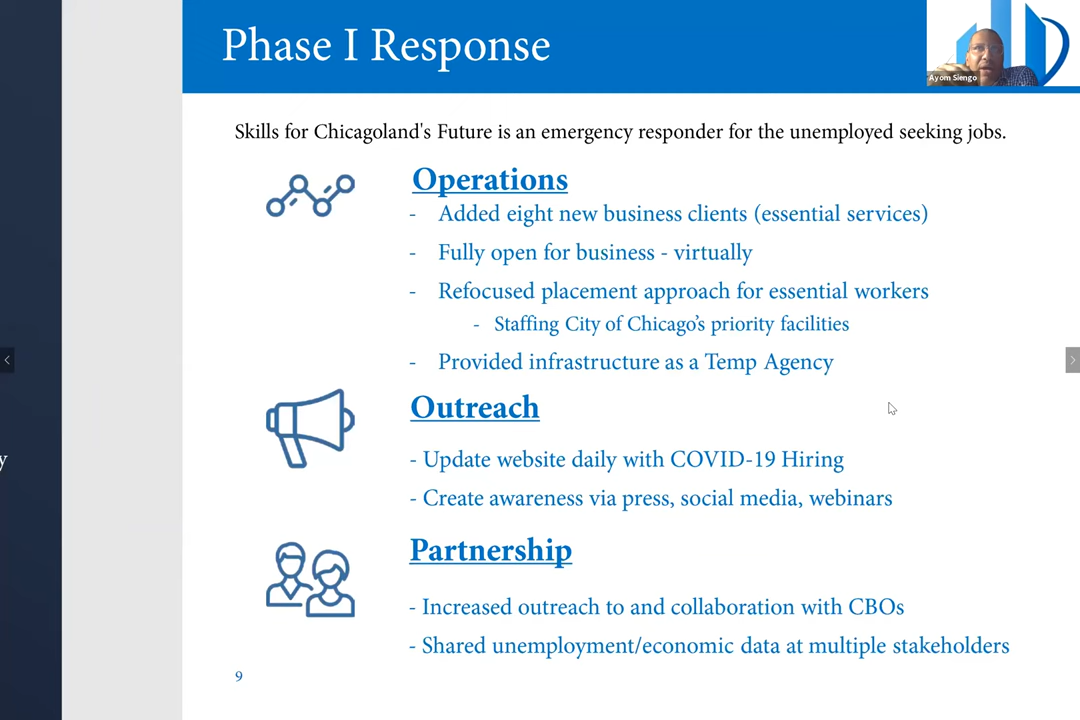 Phase I Response
Ayom Siengo
Skills for Chicagoland's Future is an emergency responder for the unemployed seeking jobs.
Operations
- Added eight new business clients (essential services)
- Fully open for business - virtually
- Refocused placement approach for essential workers
- Staffing City of Chicago’s priority facilities
- Provided infrastructure as a Temp Agency
Outreach
- Update website daily with COVID-19 Hiring
- Create awareness via press, social media, webinars
Partnership
- Increased outreach to and collaboration with CBOs
- Shared unemployment/economic data at multiple stakeholders
9
y